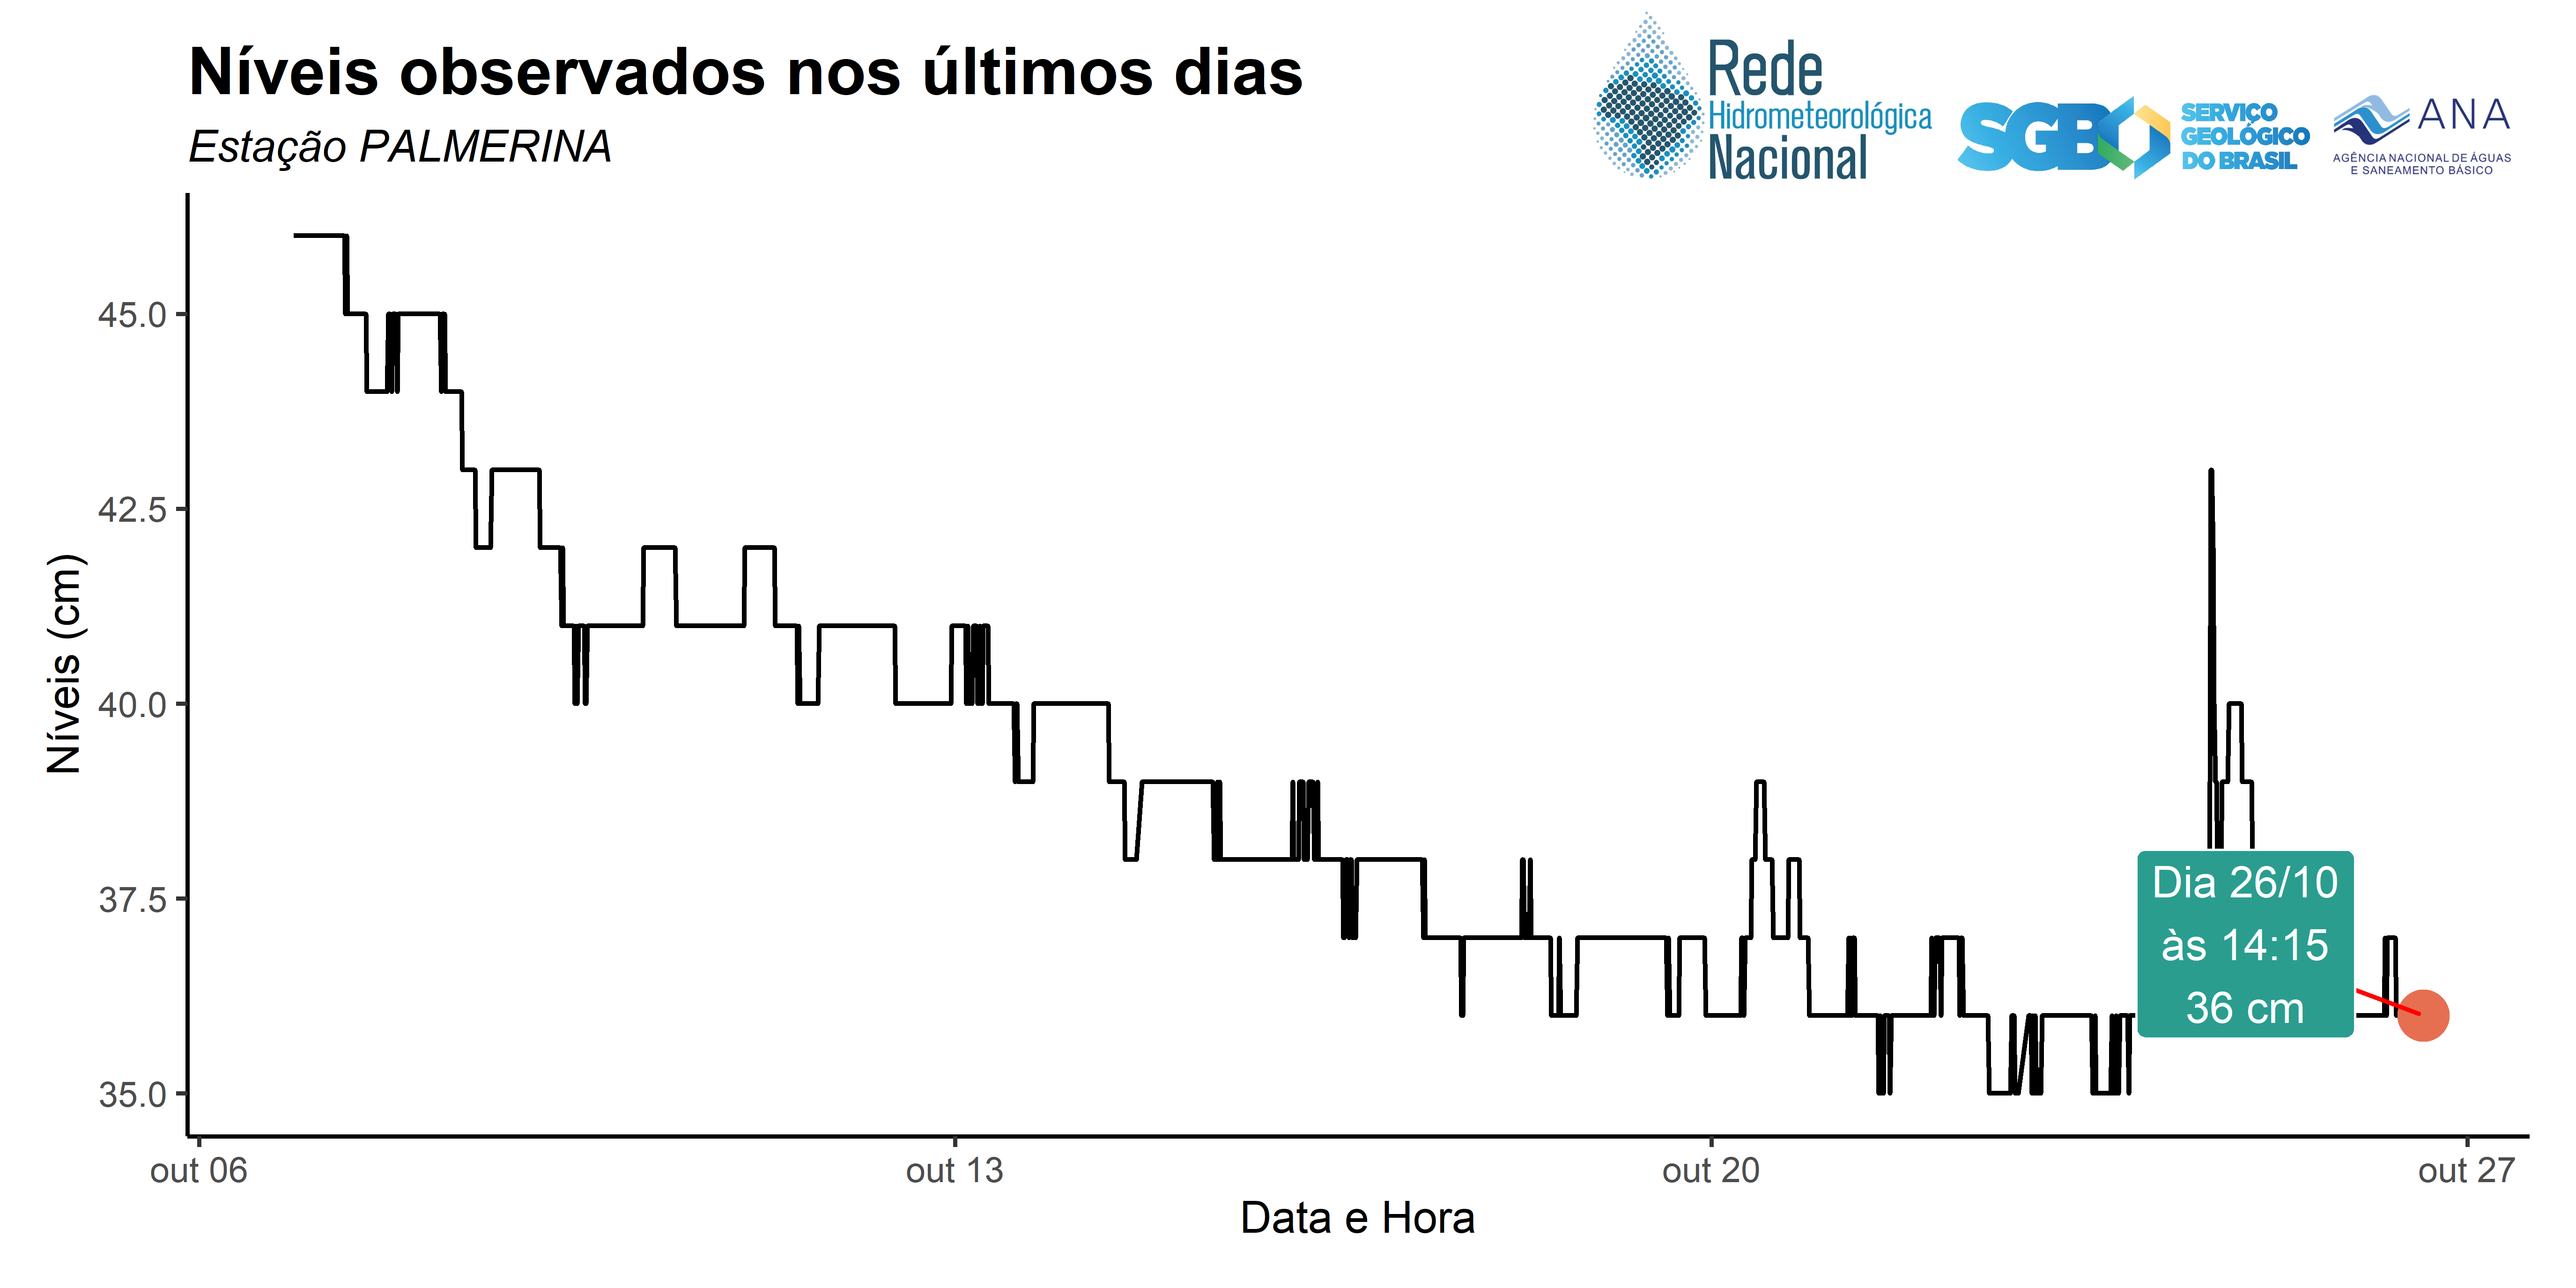 Níveis observados nos últimos dias
Estação PALMERINA
Rede
Hidrometeorológica
Nacional
SGB
SERVIÇO
GEOLÓGICO
DO BRASIL
ANA
AGÊNCIA NACIONAL DE ÁGUAS
E SANEAMENTO BÁSICO
Níveis (cm)
45.0
42.5
40.0
37.5
35.0
Dia 26/10
às 14:15
36 cm
out 06
out 13
out 20
out 27
Data e Hora